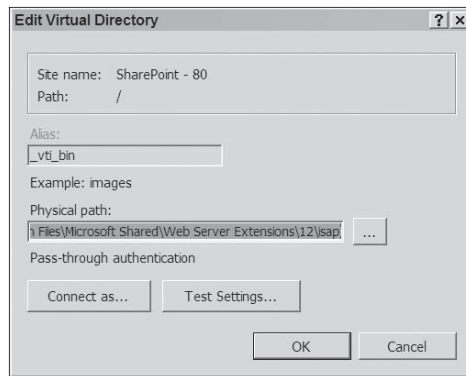 Edit Virtual Directory
? ×
Site name: SharePoint - 80
Path: /
Alias:
_vti_bin
Example: images
Physical path:
n Files\Microsoft Shared\Web Server Extensions\12\isap
...
Pass-through authentication
Connect as... Test Settings...
OK Cancel